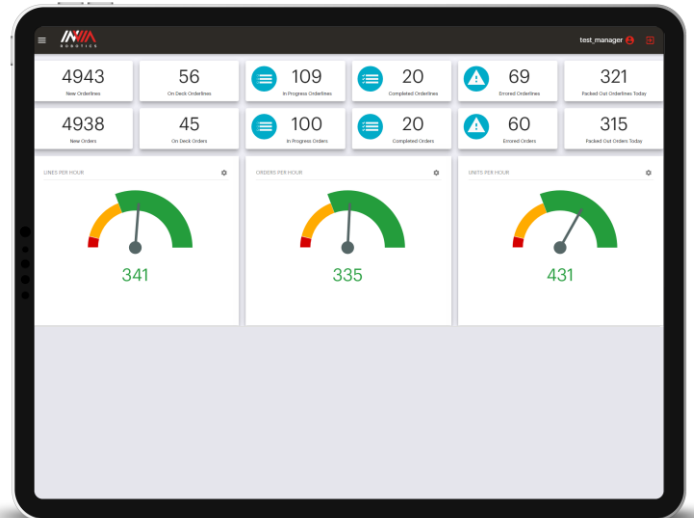 INVIA
ROBOTICS
test_manager
4943
New Orderlines
56
On Deck Orderlines
109
In Progress Orderlines
20
Completed Orderlines
69
Errored Orderlines
321
Packed Out Orderlines Today
4938
New Orders
45
On Deck Orders
100
In Progress Orders
20
Completed Orders
60
Errored Orders
315
Packed Out Orders Today
LINES PER HOUR
341
ORDERS PER HOUR
335
UNITS PER HOUR
431